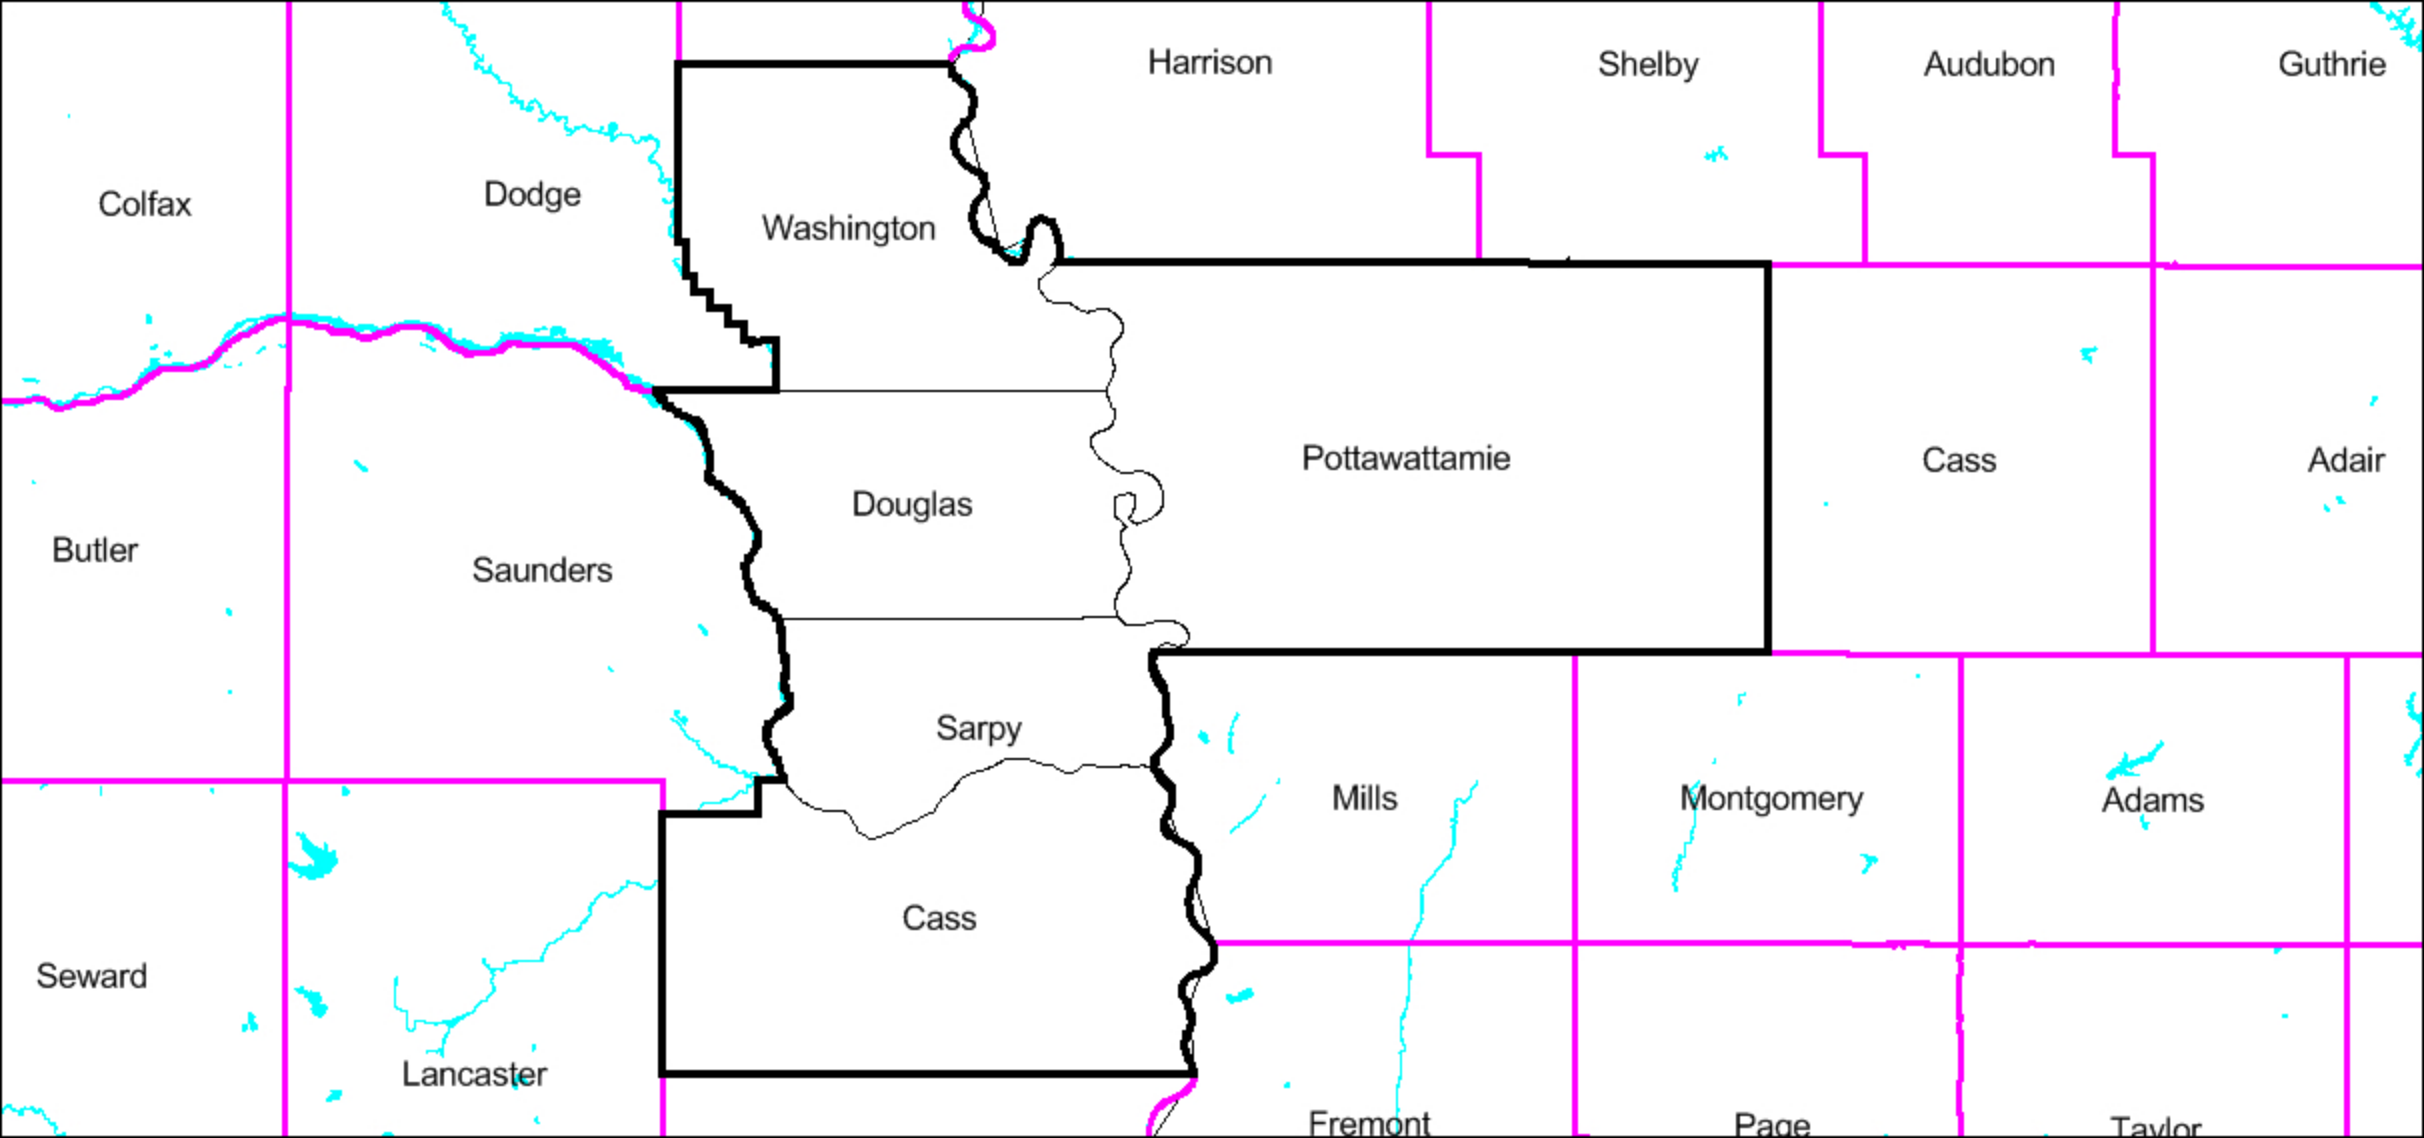 Harrison
Shelby
Audubon
Guthrie
Colfax
Dodge
Washington
Pottawattamie
Cass
Adair
Douglas
Butler
Saunders
Sarpy
Mills
Montgomery
Adams
Cass
Seward
Lancaster
Fremont
Page
Taylor